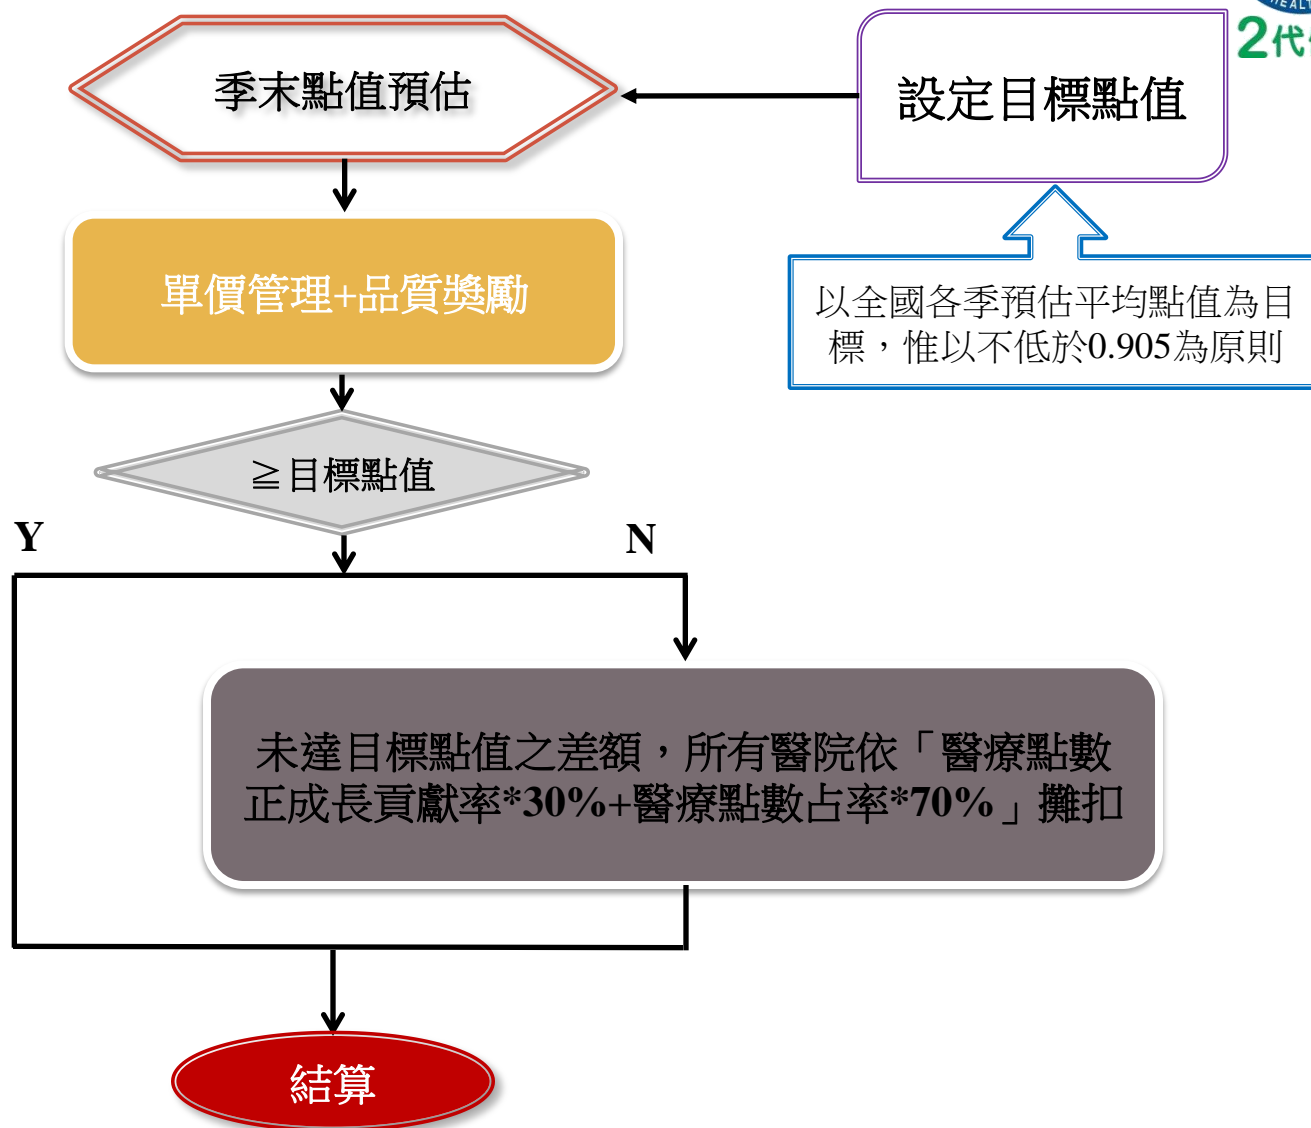 HEALT
2代
季末點值預估
設定目標點值
單價管理+品質獎勵
以全國各季預估平均點值為目
標，惟以不低於0.905為原則
≧目標點值
Y
N
未達目標點值之差額，所有醫院依「醫療點數
正成長貢獻率*30%+醫療點數占率*70%」攤扣
結算